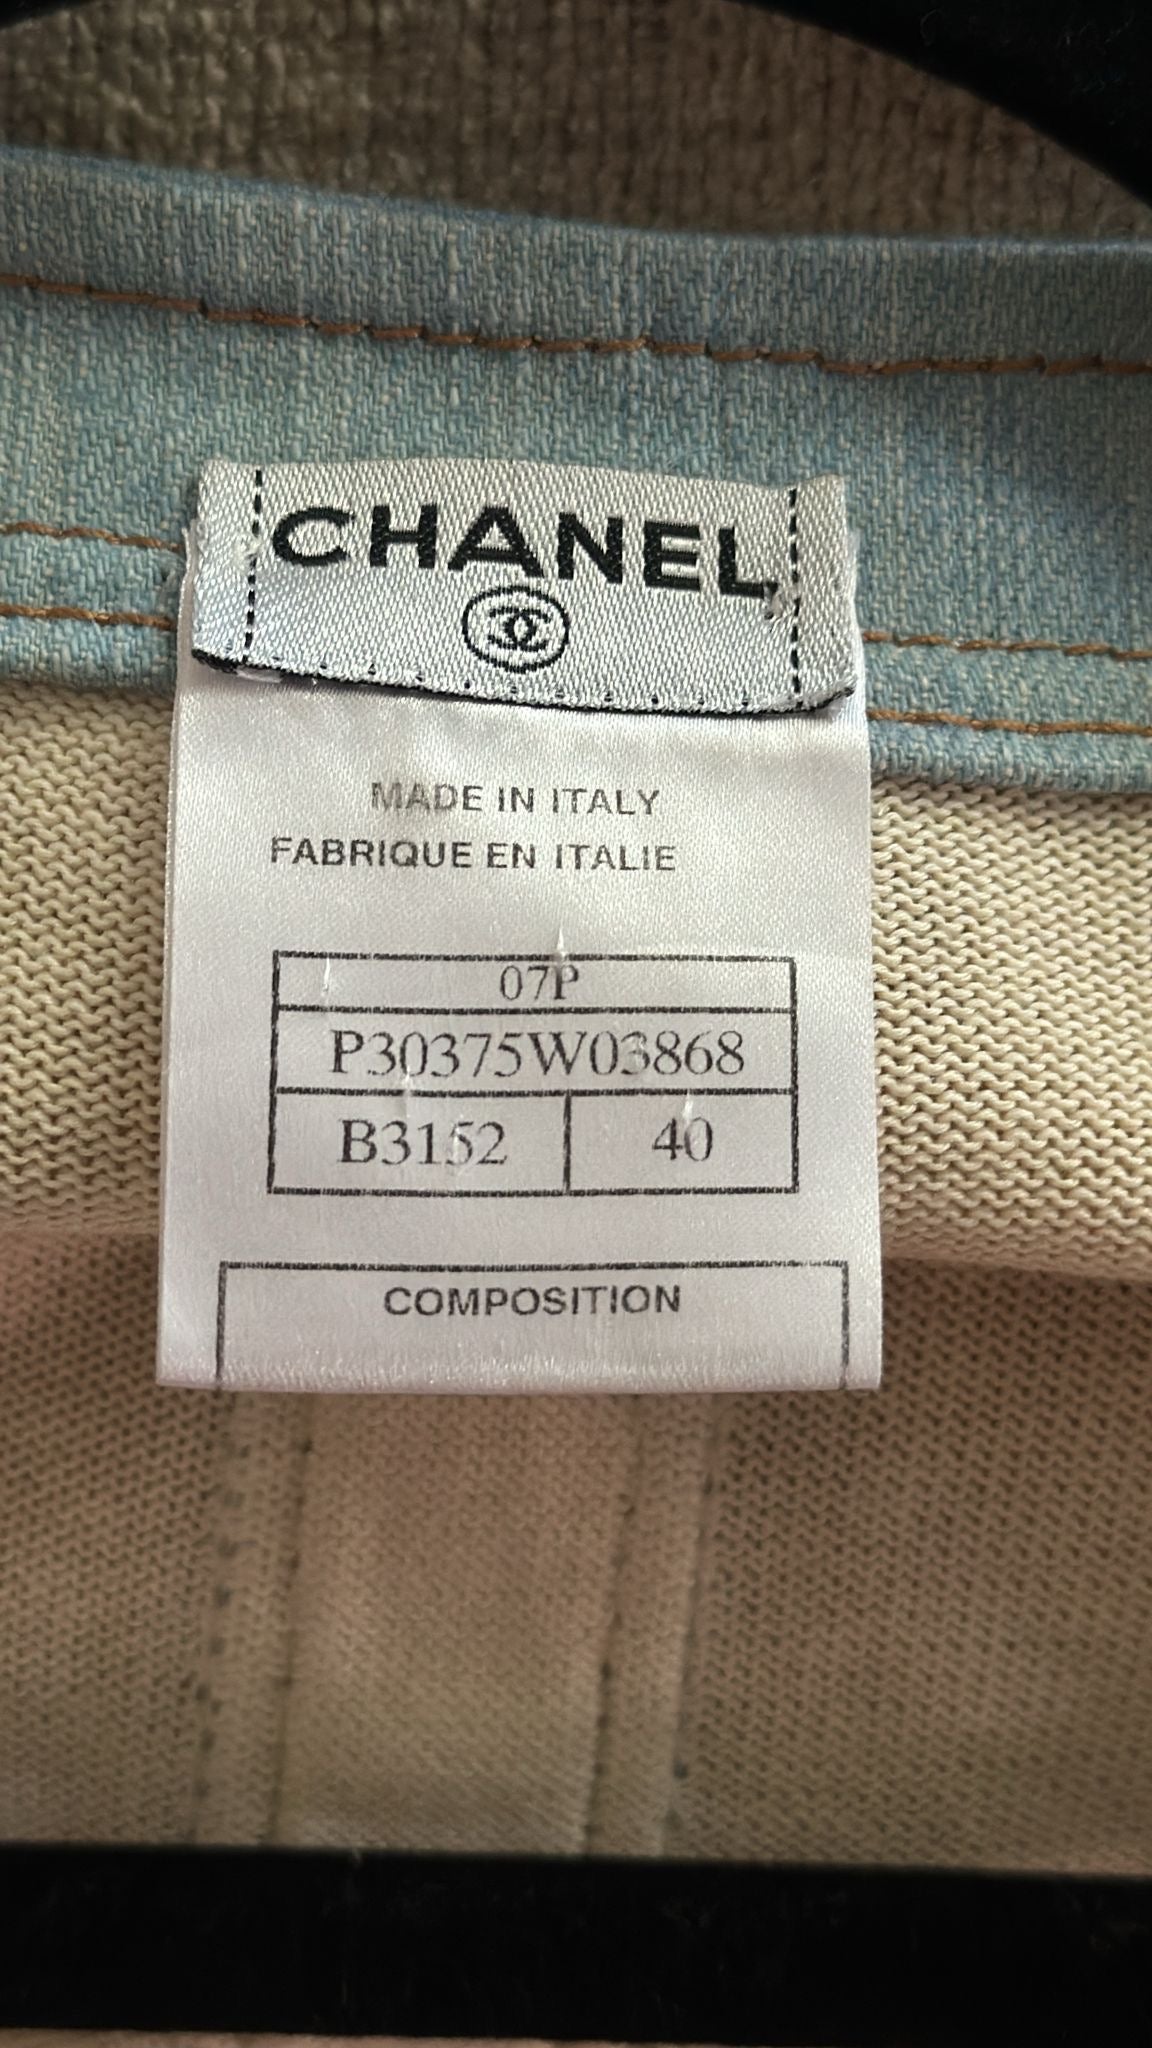 CHANEL
MADE IN ITALY
FABRIQUE EN ITALIE
07P
P30375W03868
B3152 40
COMPOSITION